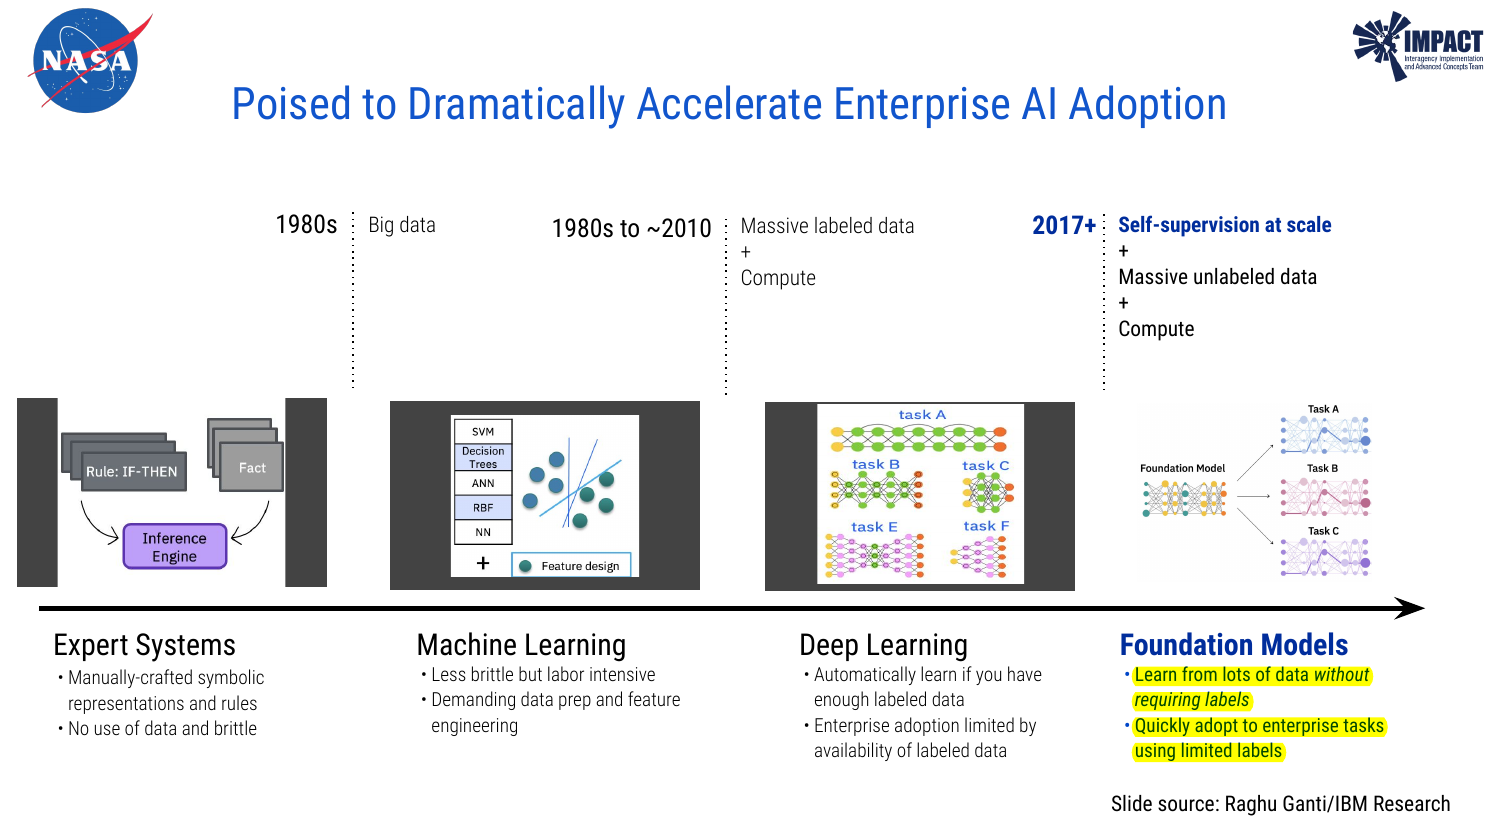 NASA
IMPACT
Interagency Implementation
and Advanced Concepts Team
Poised to Dramatically Accelerate Enterprise AI Adoption
1980s
Big data
1980s to ~2010
Massive labeled data
+
Compute
2017+
Self-supervision at scale
+
Massive unlabeled data
+
Compute
Rule: IF-THEN
Fact
Inference
Engine
SVM
Decision
Trees
ANN
RBF
NN
+
Feature design
task A
task B
task C
task E
task F
Foundation Model
Task A
Task B
Task C
Expert Systems
• Manually-crafted symbolic
representations and rules
• No use of data and brittle
Machine Learning
• Less brittle but labor intensive
• Demanding data prep and feature
engineering
Deep Learning
• Automatically learn if you have
enough labeled data
• Enterprise adoption limited by
availability of labeled data
Foundation Models
• Learn from lots of data without
requiring labels
• Quickly adopt to enterprise tasks
using limited labels
Slide source: Raghu Ganti/IBM Research